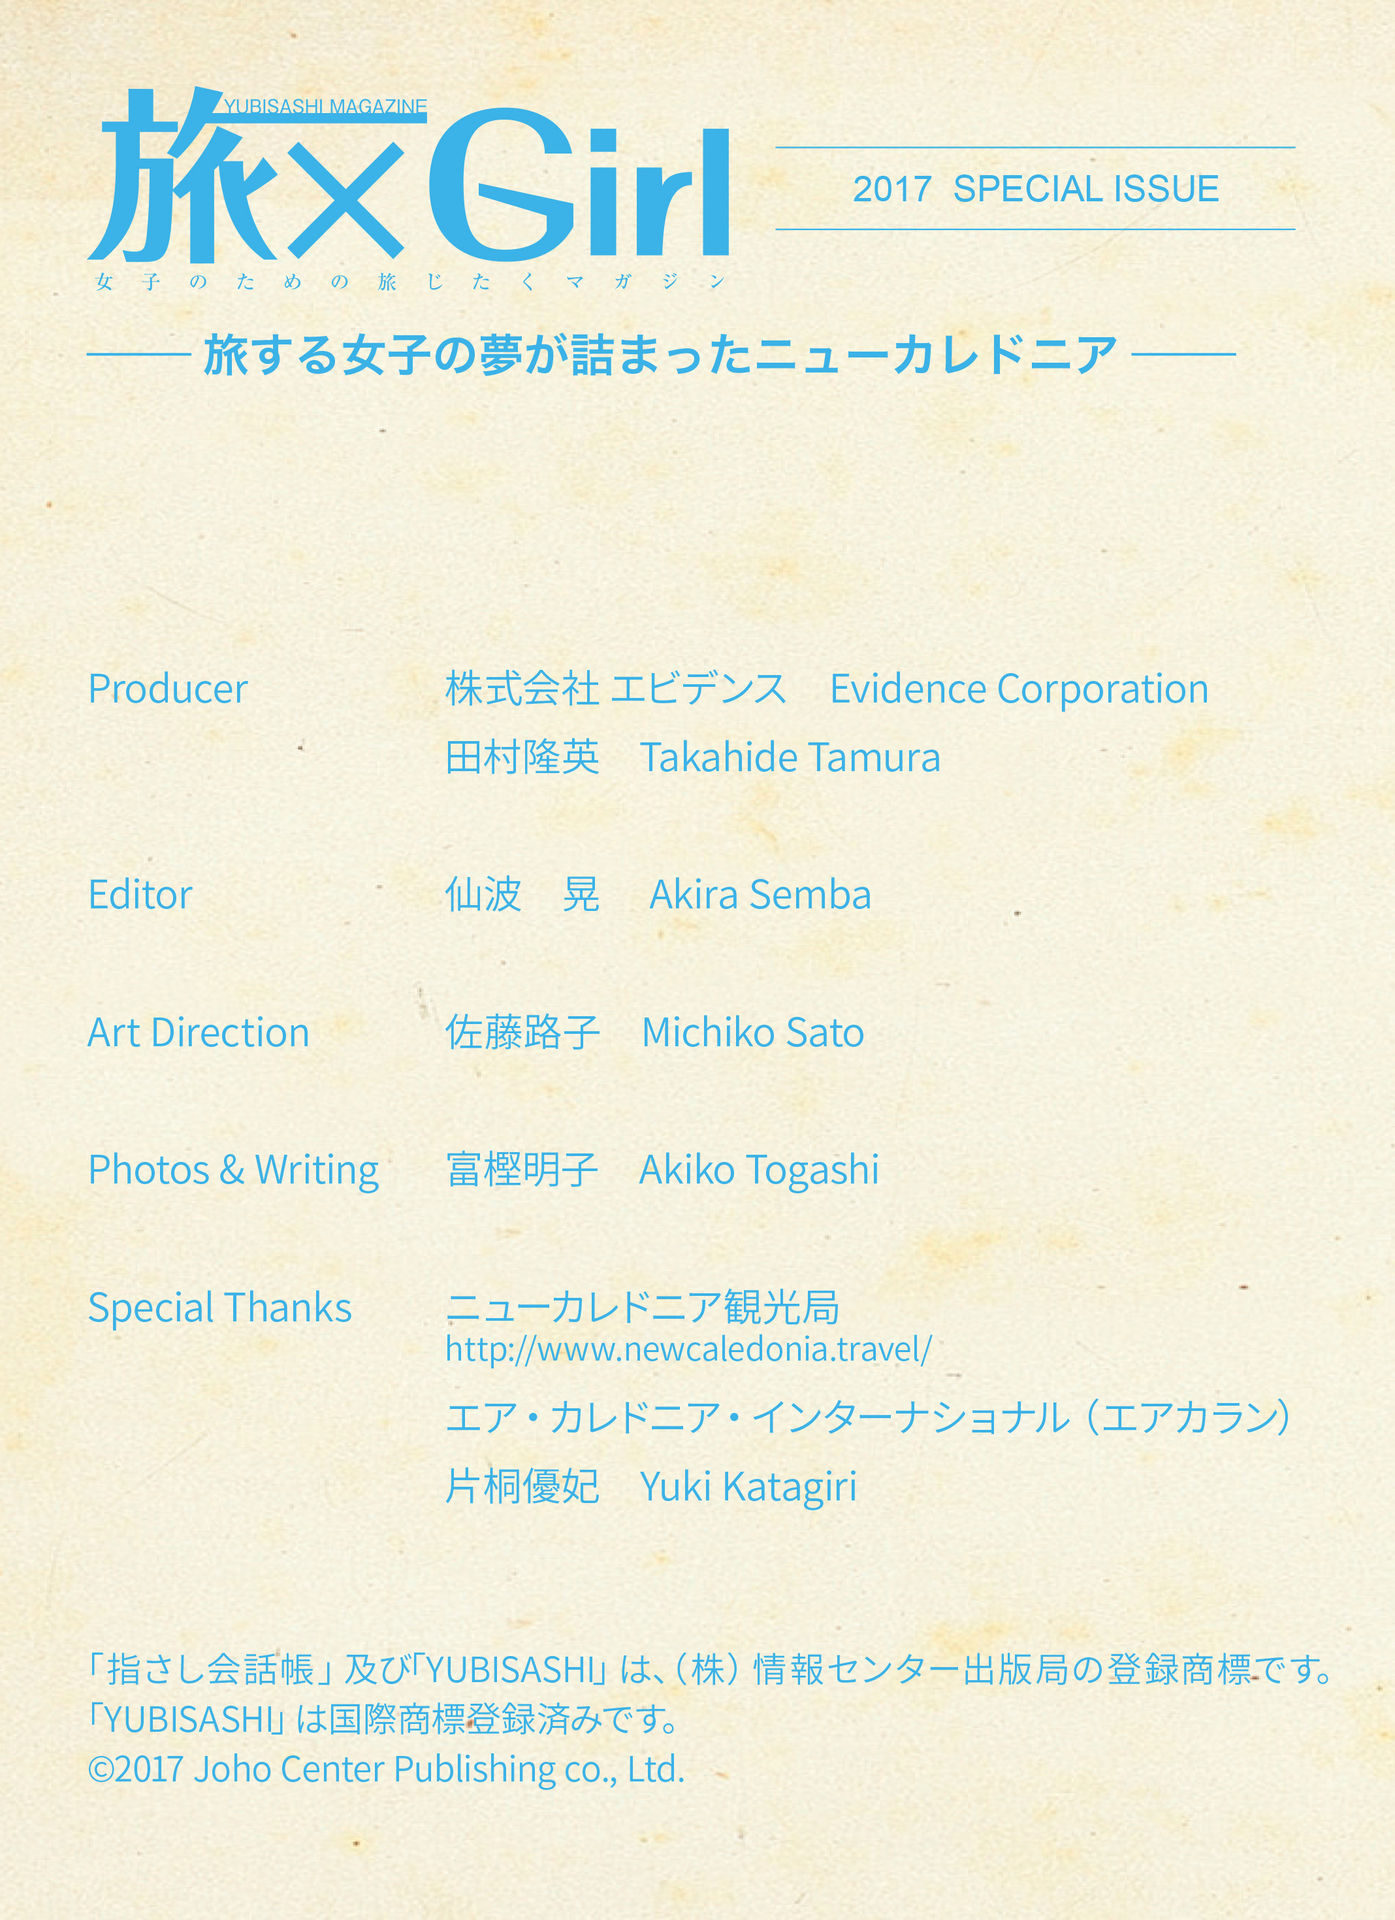 YUBISASHI MAGAZINE
旅×Girl
女子のための旅じたくマガジン
2017 SPECIAL ISSUE
旅する女子の夢が詰まったニューカレドニア
Producer 株式会社 エビデンス Evidence Corporation
田村隆英 Takahide Tamura
Editor 仙波 晃 Akira Semba
Art Direction 佐藤路子 Michiko Sato
Photos & Writing 富樫明子 Akiko Togashi
Special Thanks ニューカレドニア観光局
http://www.newcaledonia.travel/
エア・カレドニア・インターナショナル（エアカラン）
片桐優妃 Yuki Katagiri
「指さし会話帳」及び「YUBISASHI」は、（株）情報センター出版局の登録商標です。
「YUBISASHI」は国際商標登録済みです。
©2017 Joho Center Publishing co., Ltd.